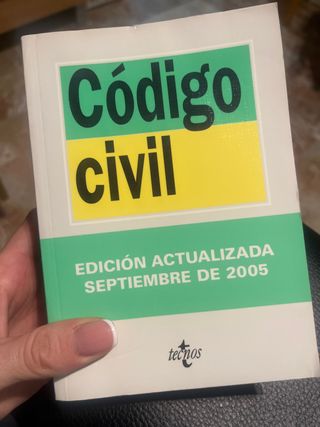 Código
civil
EDICIÓN ACTUALIZADA
SEPTIEMBRE DE 2005
tecnos